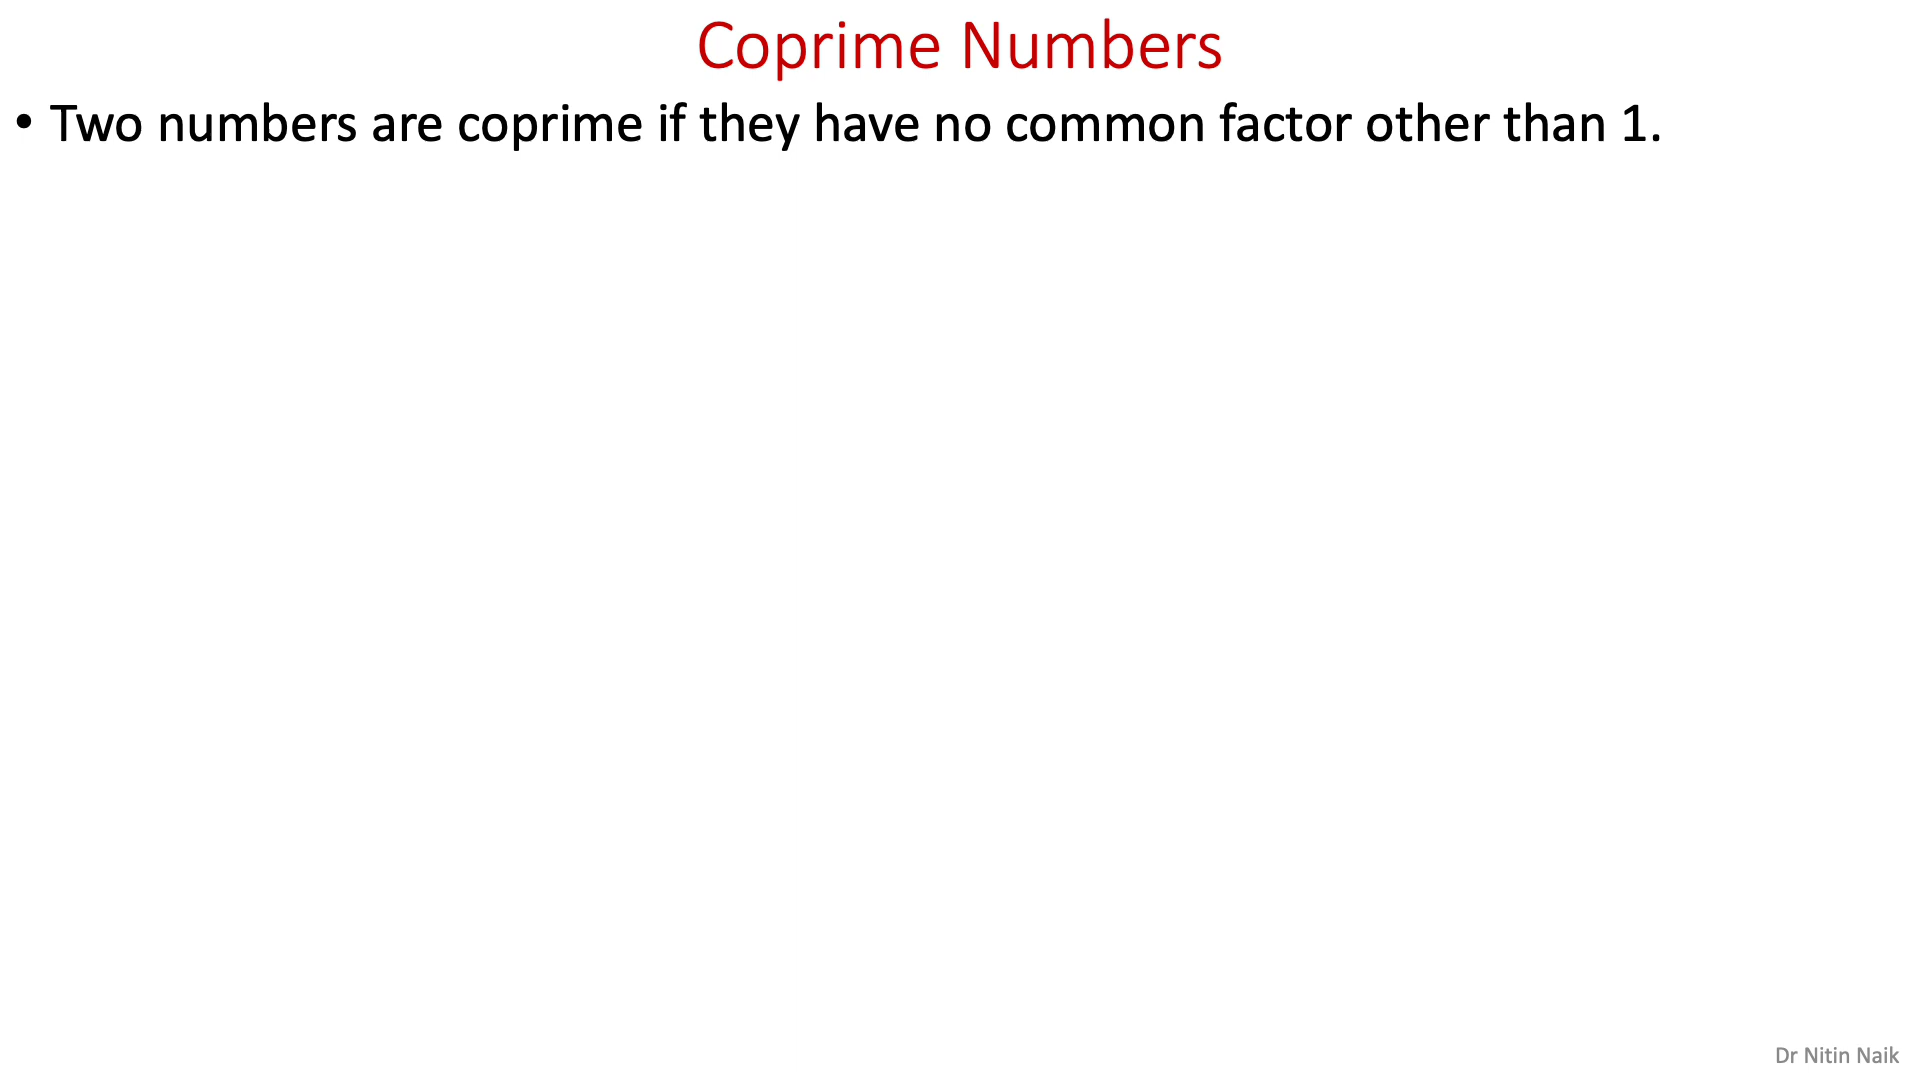 Coprime Numbers
• Two numbers are coprime if they have no common factor other than 1.
Dr Nitin Naik